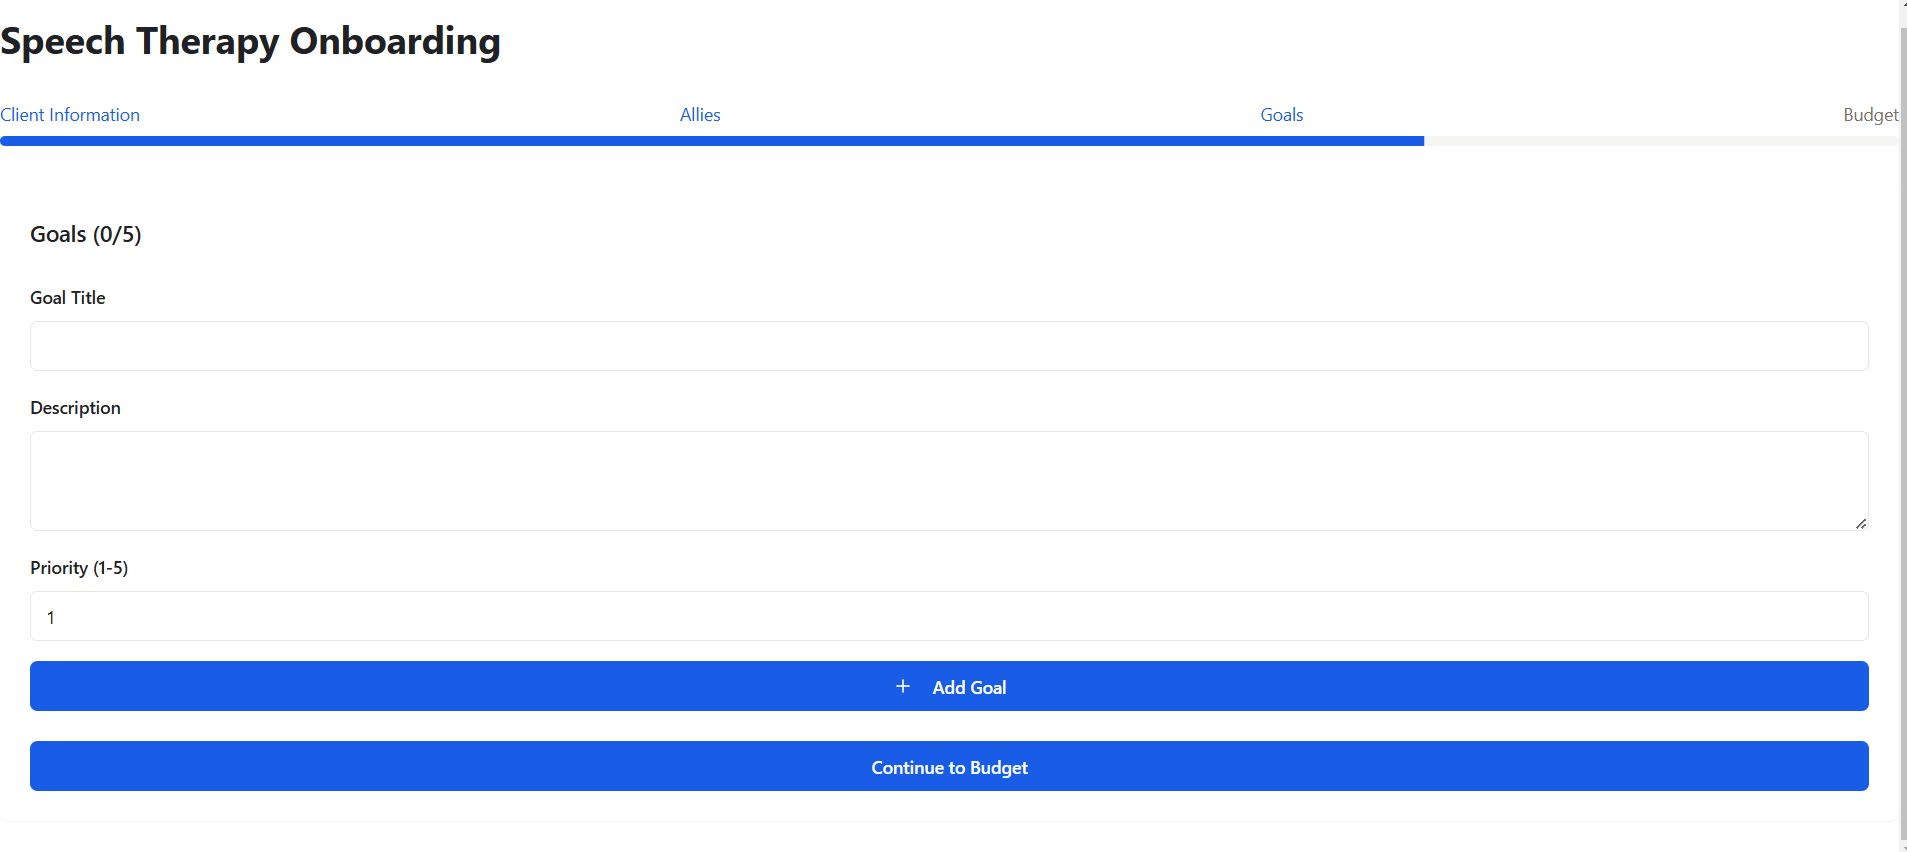 Speech Therapy Onboarding
Client Information Allies Goals Budget
Goals (0/5)
Goal Title
Description
Priority (1-5)
1
+ Add Goal
Continue to Budget